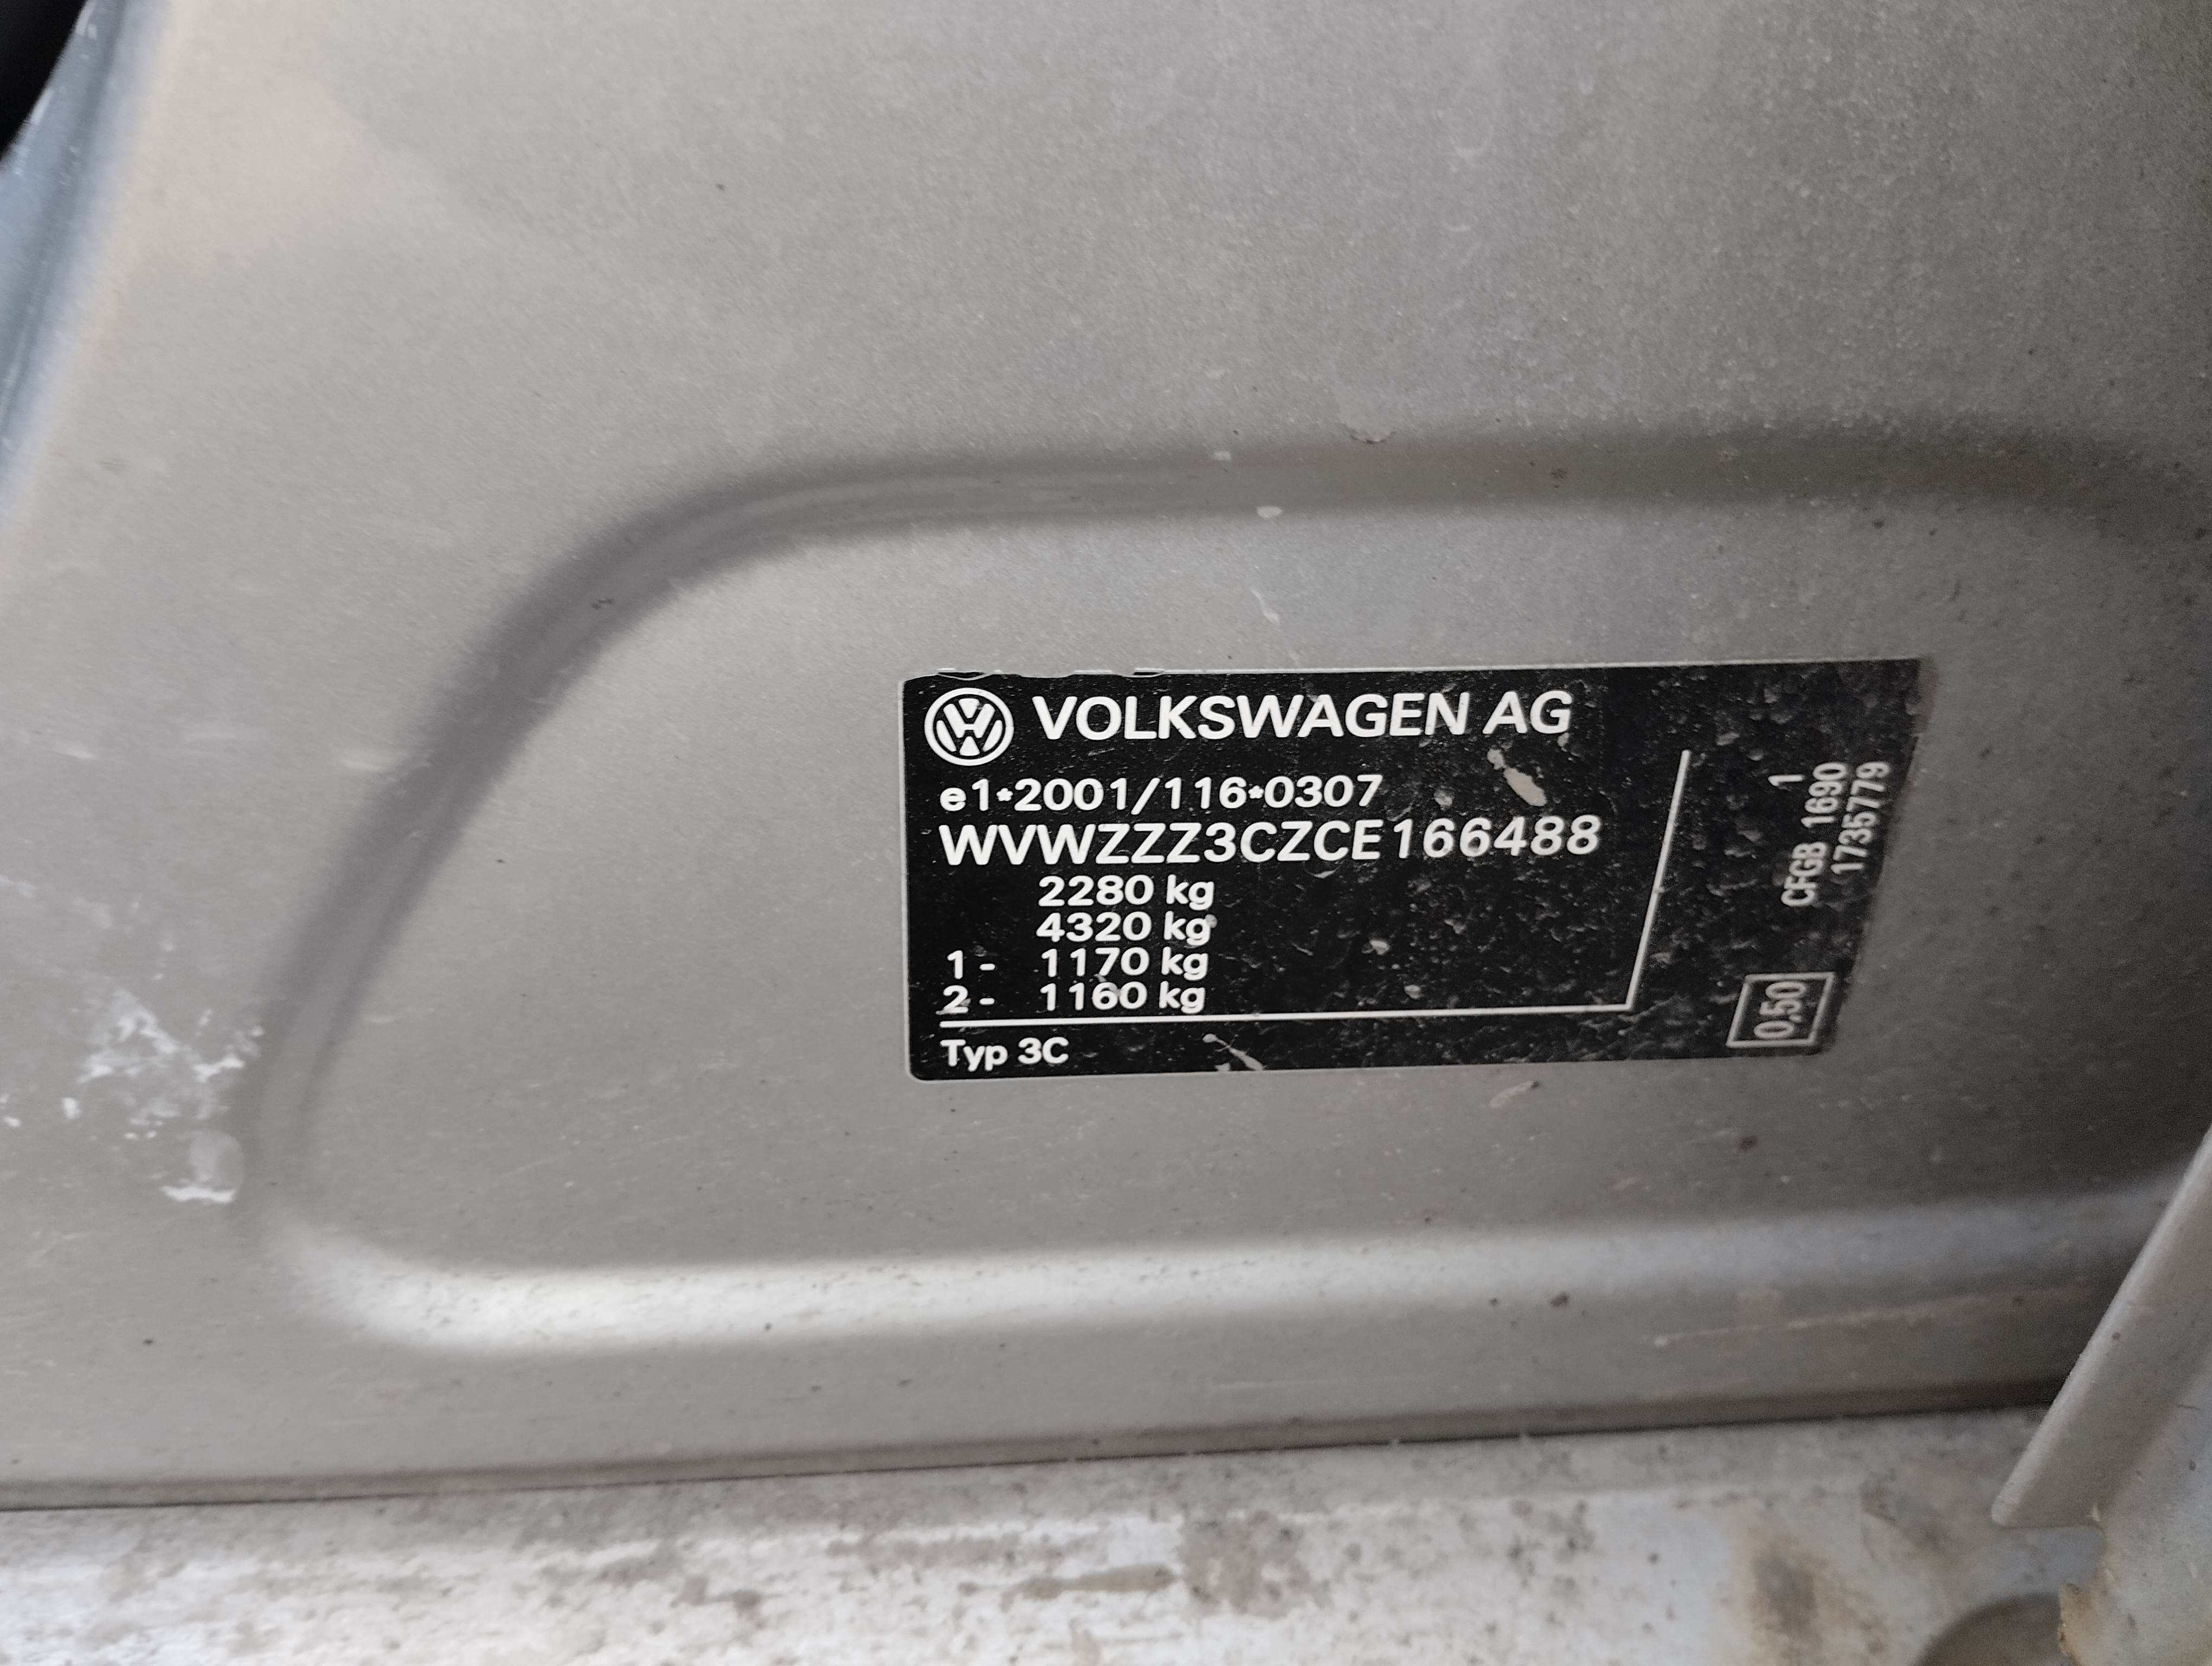 VOLKSWAGEN AG
e1*2001/116*0307
WVWZZZ3CZCE166488
2280 kg
4320 kg
1 - 1170 kg
2 - 1160 kg
Typ 3C
1
CFGB 1690
1735779
0,50